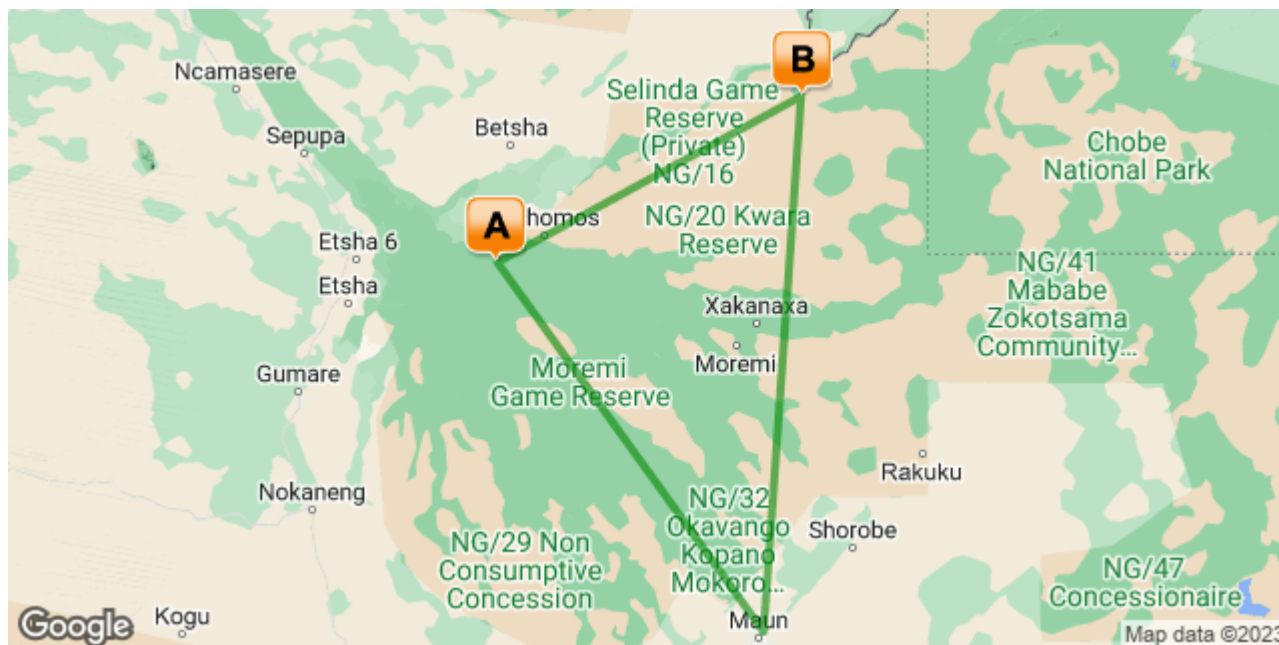 B
Ncamasere
Selinda Game
Reserve
(Private)
NG/16
Betsha
Sepupa
Chobe
National Park
A
homos
NG/20 Kwara
Reserve
Etsha 6
Etsha
NG/41
Mababe
Zokotsama
Community...
Xakanaxa
Moremi
Moremi
Game Reserve
Gumare
Rakuku
Nokaneng
NG/32
Okavango
Kopano
Mokoro...
Shorobe
NG/29 Non
Consumptive
Concession
NG/47
Concessionaire
Kogu
Maun
Google
Map data ©2023